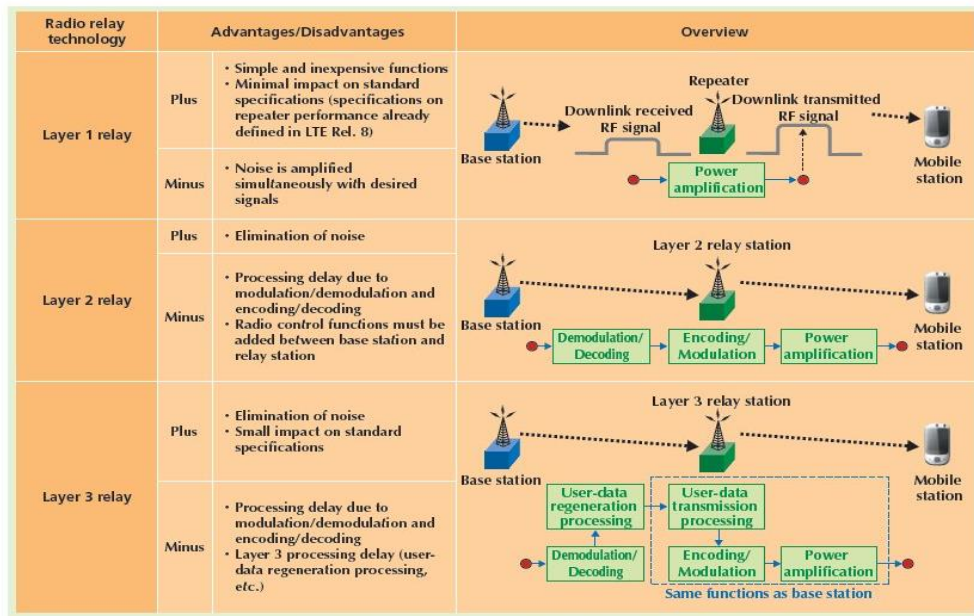 Radio relay
technology
Advantages/Disadvantages
Overview
Layer 1 relay
Plus
• Simple and inexpensive functions
• Minimal impact on standard
specifications (specifications on
repeater performance already
defined in LTE Rel. 8)
Minus
• Noise is amplified
simultaneously with desired
signals
Repeater
Downlink received
RF signal
Downlink transmitted
RF signal
Base station
Mobile
station
Power
amplification
Layer 2 relay
Plus
• Elimination of noise
Minus
• Processing delay due to
modulation/demodulation and
encoding/decoding
• Radio control functions must be
added between base station and
relay station
Layer 2 relay station
Base station
Mobile
station
Demodulation/
Decoding
Encoding/
Modulation
Power
amplification
Layer 3 relay
Plus
• Elimination of noise
• Small impact on standard
specifications
Minus
• Processing delay due to
modulation/demodulation and
encoding/decoding
• Layer 3 processing delay (user-
data regeneration processing,
etc.)
Layer 3 relay station
Base station
Mobile
station
User-data
regeneration
processing
User-data
transmission
processing
Demodulation/
Decoding
Encoding/
Modulation
Power
amplification
Same functions as base station